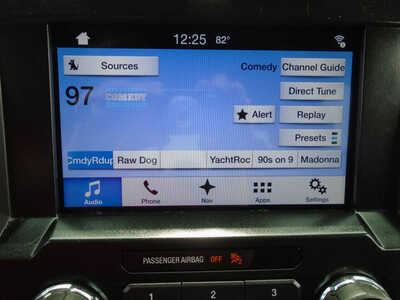 12:25 82°
Sources
Comedy
Channel Guide
97
COMEDY
Direct Tune
Alert
Replay
Presets
CmdyRdup
Raw Dog
YachtRoc
90s on 9
Madonna
Audio
Phone
Nav
Apps
Settings
PASSENGER AIRBAG OFF
1 2 3